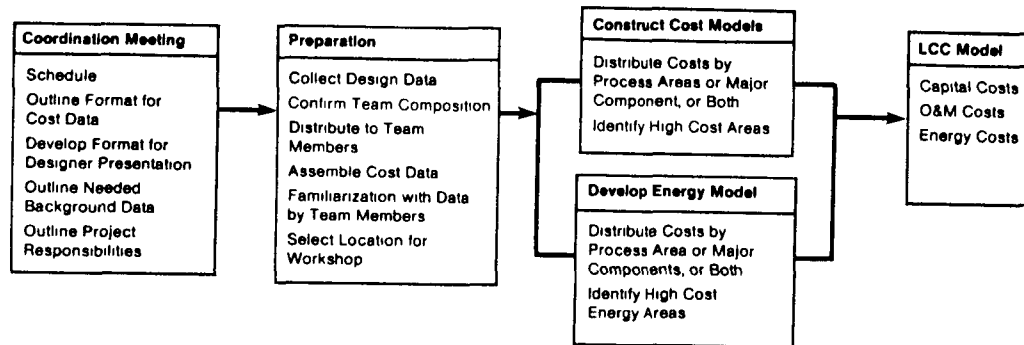 Coordination Meeting
Schedule
Outline Format for
Cost Data
Develop Format for
Designer Presentation
Outline Needed
Background Data
Outline Project
Responsibilities
Preparation
Collect Design Data
Confirm Team Composition
Distribute to Team
Members
Assemble Cost Data
Familiarization with Data
by Team Members
Select Location for
Workshop
Construct Cost Models
Distribute Costs by
Process Areas or Major
Component, or Both
Identify High Cost Areas
Develop Energy Model
Distribute Costs by
Process Area or Major
Components, or Both
Identify High Cost
Energy Areas
LCC Model
Capital Costs
O&M Costs
Energy Costs